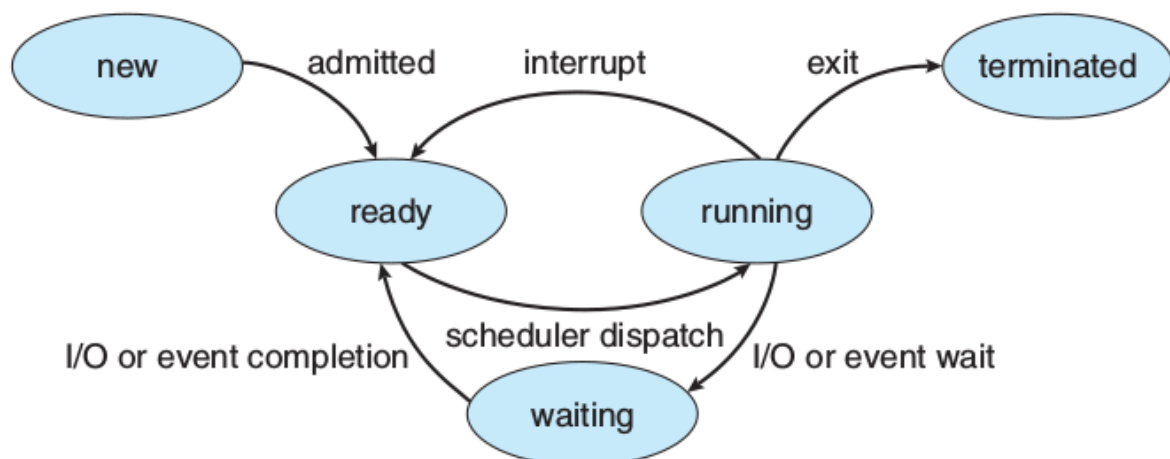 new
admitted
interrupt
exit
terminated
ready
running
scheduler dispatch
I/O or event completion
I/O or event wait
waiting